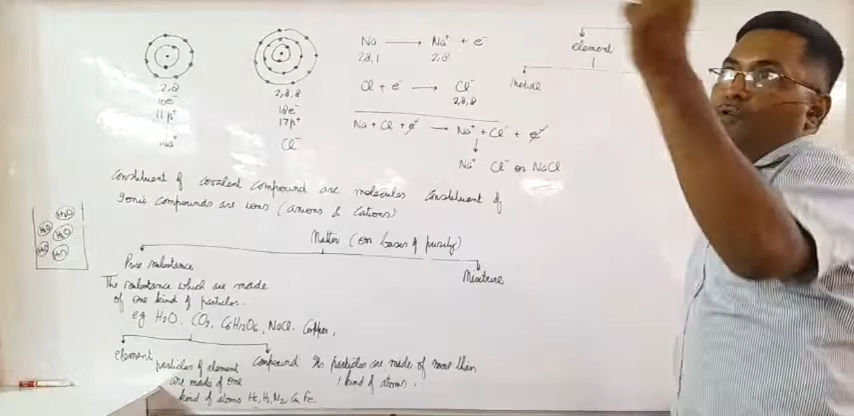 2,8
10e⁻
11p⁺
Na⁺
2,8,8
18e⁻
17p⁺
Cl⁻
Na ⟶ Na⁺ + e⁻
2,8,1 2,8
Cl + e⁻ ⟶ Cl⁻
2,8,8
Na + Cl + e⁻ ⟶ Na⁺ + Cl⁻ + e⁻
Na⁺ Cl⁻ or NaCl
element
metal
Constituent of covalent compound are molecules constituent of
Ionic compounds are ions (anions & Cations)
H₂O
H₂O
H₂O
H₂O
H₂O
Matter (on basis of purity)
Pure substance
Mixture
The substance which are made
of one kind of particles.
eg H₂O, CO₂, C₆H₁₂O₆, NaCl, Copper,
element
particles of element
are made of one
kind of atoms He, H₂, N₂ Cu Fe.
Compound Its particles are made of more than
1 kind of atoms.